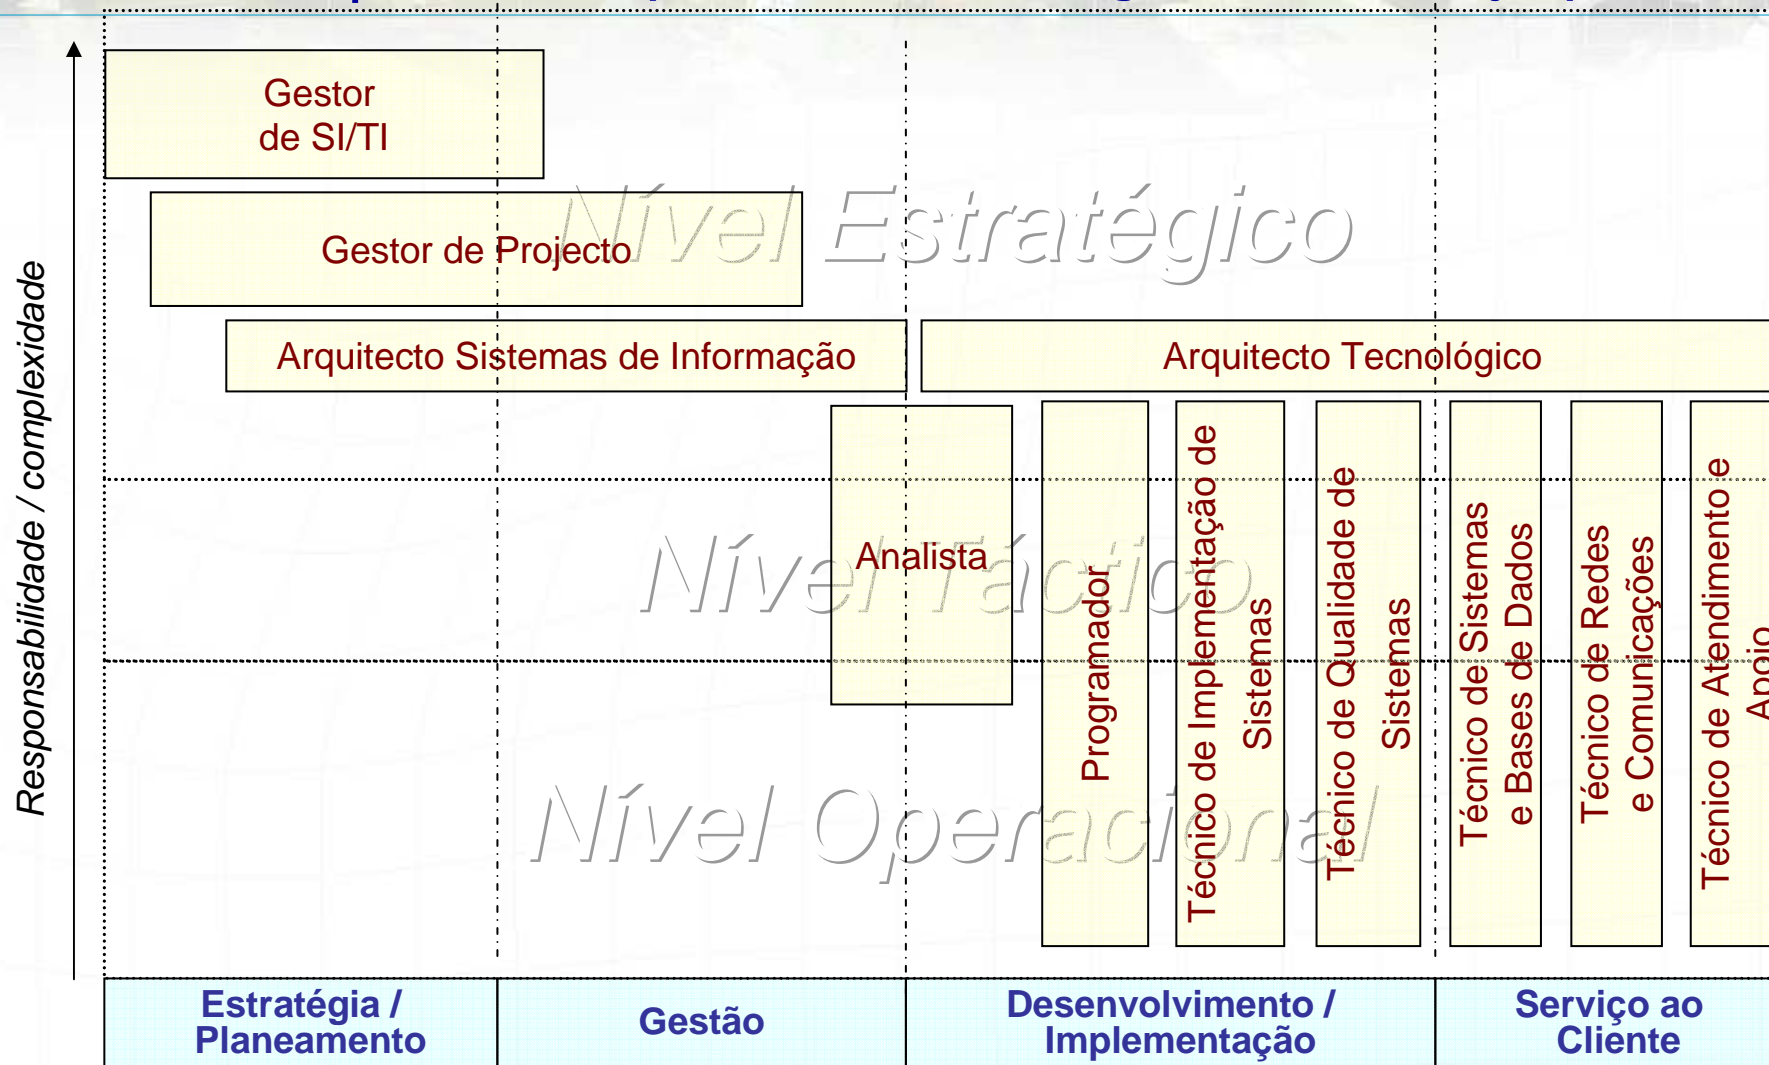 Gestor
de SI/TI
Nível Estratégico
Gestor de Projecto
Arquitecto Sistemas de Informação
Arquitecto Tecnológico
Responsabilidade / complexidade
Nível Táctico
Analista
Programador
Técnico de Implementação de
Sistemas
Técnico de Qualidade de
Sistemas
Técnico de Sistemas
e Bases de Dados
Técnico de Redes
e Comunicações
Técnico de Atendimento e
Apoio
Nível Operacional
Estratégia /
Planeamento
Gestão
Desenvolvimento /
Implementação
Serviço ao
Cliente